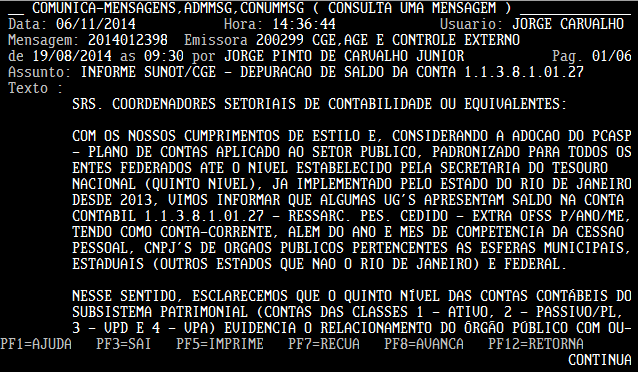 __ COMUNICA-MENSAGENS,ADMMSG,CONUMMSG ( CONSULTA UMA MENSAGEM ) _______________
Data: 06/11/2014 Hora: 14:36:44 Usuario: JORGE CARVALHO
Mensagem: 2014012398 Emissora 200299 CGE,AGE E CONTROLE EXTERNO
de 19/08/2014 as 09:30 por JORGE PINTO DE CARVALHO JUNIOR Pag. 01/06
Assunto: INFORME SUNOT/CGE - DEPURACAO DE SALDO DA CONTA 1.1.3.8.1.01.27
Texto :
SRS. COORDENADORES SETORIAIS DE CONTABILIDADE OU EQUIVALENTES:
COM OS NOSSOS CUMPRIMENTOS DE ESTILO E, CONSIDERANDO A ADOCAO DO PCASP
- PLANO DE CONTAS APLICADO AO SETOR PUBLICO, PADRONIZADO PARA TODOS OS
ENTES FEDERADOS ATE O NIVEL ESTABELECIDO PELA SECRETARIA DO TESOURO
NACIONAL (QUINTO NIVEL), JA IMPLEMENTADO PELO ESTADO DO RIO DE JANEIRO
DESDE 2013, VIMOS INFORMAR QUE ALGUMAS UG'S APRESENTAM SALDO NA CONTA
CONTABIL 1.1.3.8.1.01.27 - RESSARC. PES. CEDIDO - EXTRA OFSS P/ANO/ME,
TENDO COMO CONTA-CORRENTE, ALEM DO ANO E MES DE COMPETENCIA DA CESSAO
PESSOAL, CNPJ'S DE ORGAOS PUBLICOS PERTENCENTES AS ESFERAS MUNICIPAIS,
ESTADUAIS (OUTROS ESTADOS QUE NAO O RIO DE JANEIRO) E FEDERAL.
NESSE SENTIDO, ESCLARECEMOS QUE O QUINTO NÍVEL DAS CONTAS CONTÁBEIS DO
SUBSISTEMA PATRIMONIAL (CONTAS DAS CLASSES 1 - ATIVO, 2 - PASSIVO/PL,
3 - VPD E 4 - VPA) EVIDENCIA O RELACIONAMENTO DO ÓRGÃO PÚBLICO COM OU-
PF1=AJUDA PF3=SAI PF5=IMPRIME PF7=RECUA PF8=AVANCA PF12=RETORNA
CONTINUA